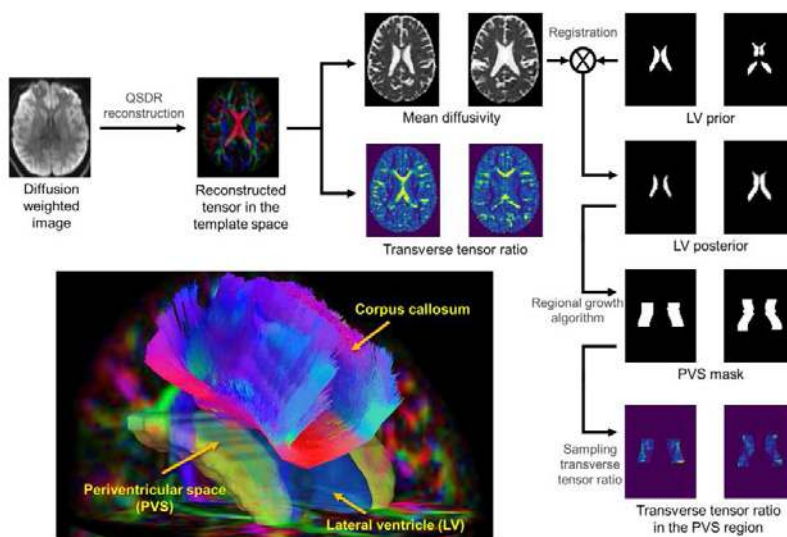 QSDR
reconstruction
Diffusion
weighted
image
Reconstructed
tensor in the
template space
Mean diffusivity
Transverse tensor ratio
Registration
LV prior
LV posterior
Regional growth
algorithm
PVS mask
Sampling
transverse
tensor ratio
Transverse tensor ratio
in the PVS region
Corpus callosum
Periventricular space
(PVS)
Lateral ventricle (LV)